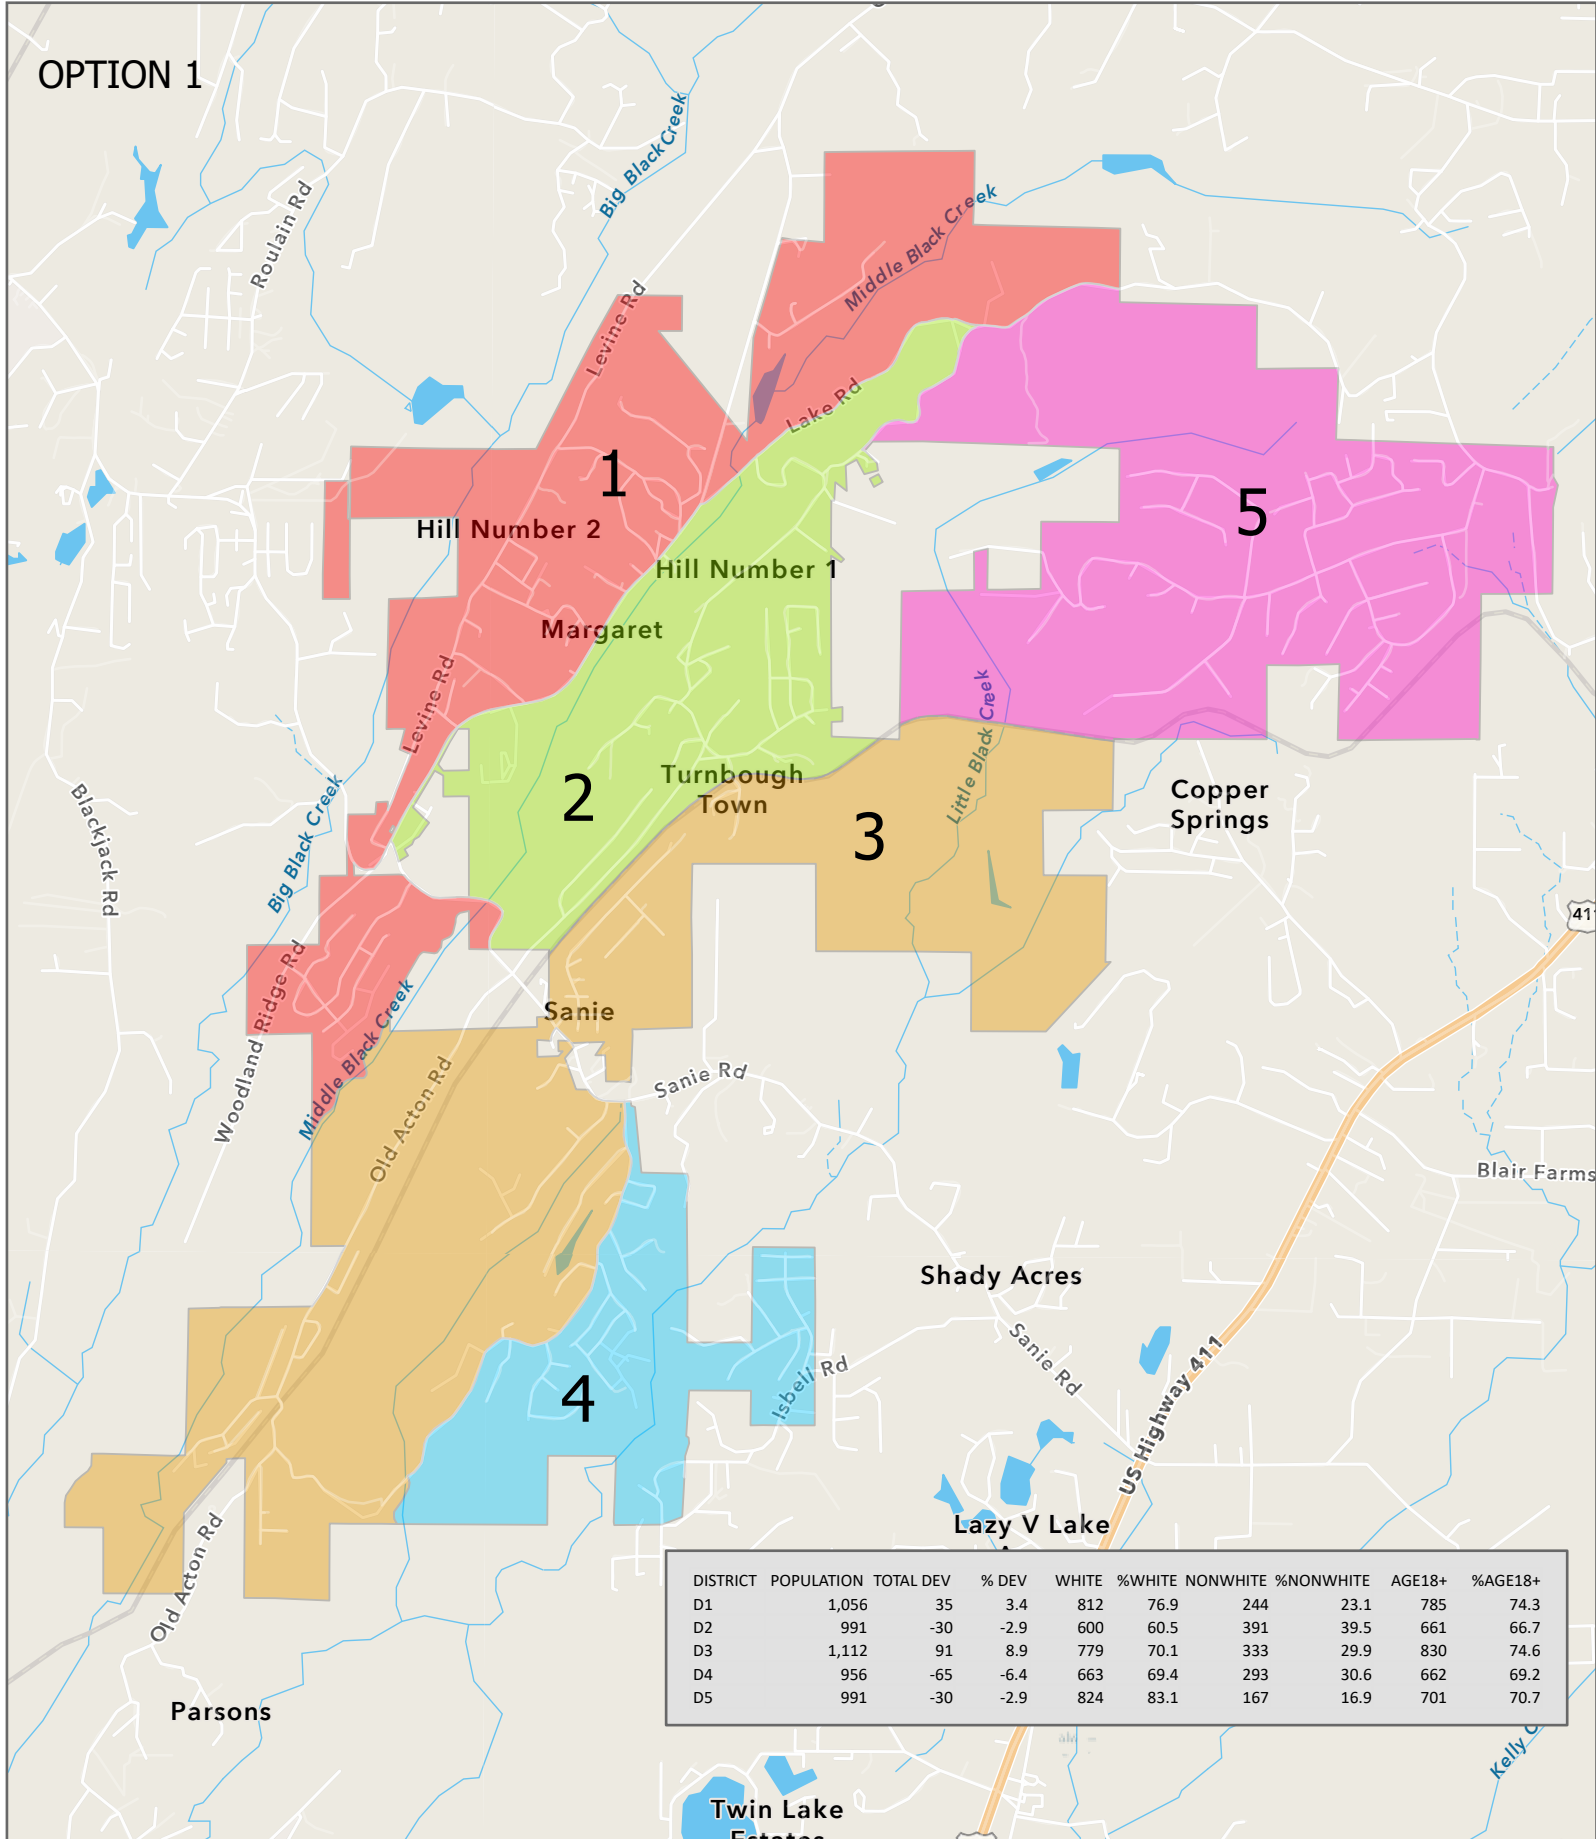 OPTION 1
Big Black Creek
Roulain Rd
Middle Black Creek
Levine Rd
Lake Rd
1
Hill Number 2
5
Hill Number 1
Margaret
Levine Rd
Little Black Creek
2
Turnbough
Town
3
Copper
Springs
Blackjack Rd
Big Black Creek
411
Woodland Ridge Rd
Middle Black Creek
Sanie
Sanie Rd
Old Acton Rd
Blair Farms
Shady Acres
Sanie Rd
4
Isbell Rd
US Highway 411
Lazy V Lake
Old Acton Rd
DISTRICT POPULATION TOTAL DEV % DEV WHITE %WHITE NONWHITE %NONWHITE AGE18+ %AGE18+
D1 1,056 35 3.4 812 76.9 244 23.1 785 74.3
D2 991 -30 -2.9 600 60.5 391 39.5 661 66.7
D3 1,112 91 8.9 779 70.1 333 29.9 830 74.6
D4 956 -65 -6.4 663 69.4 293 30.6 662 69.2
D5 991 -30 -2.9 824 83.1 167 16.9 701 70.7
Parsons
Kelly C
Twin Lake
Estates